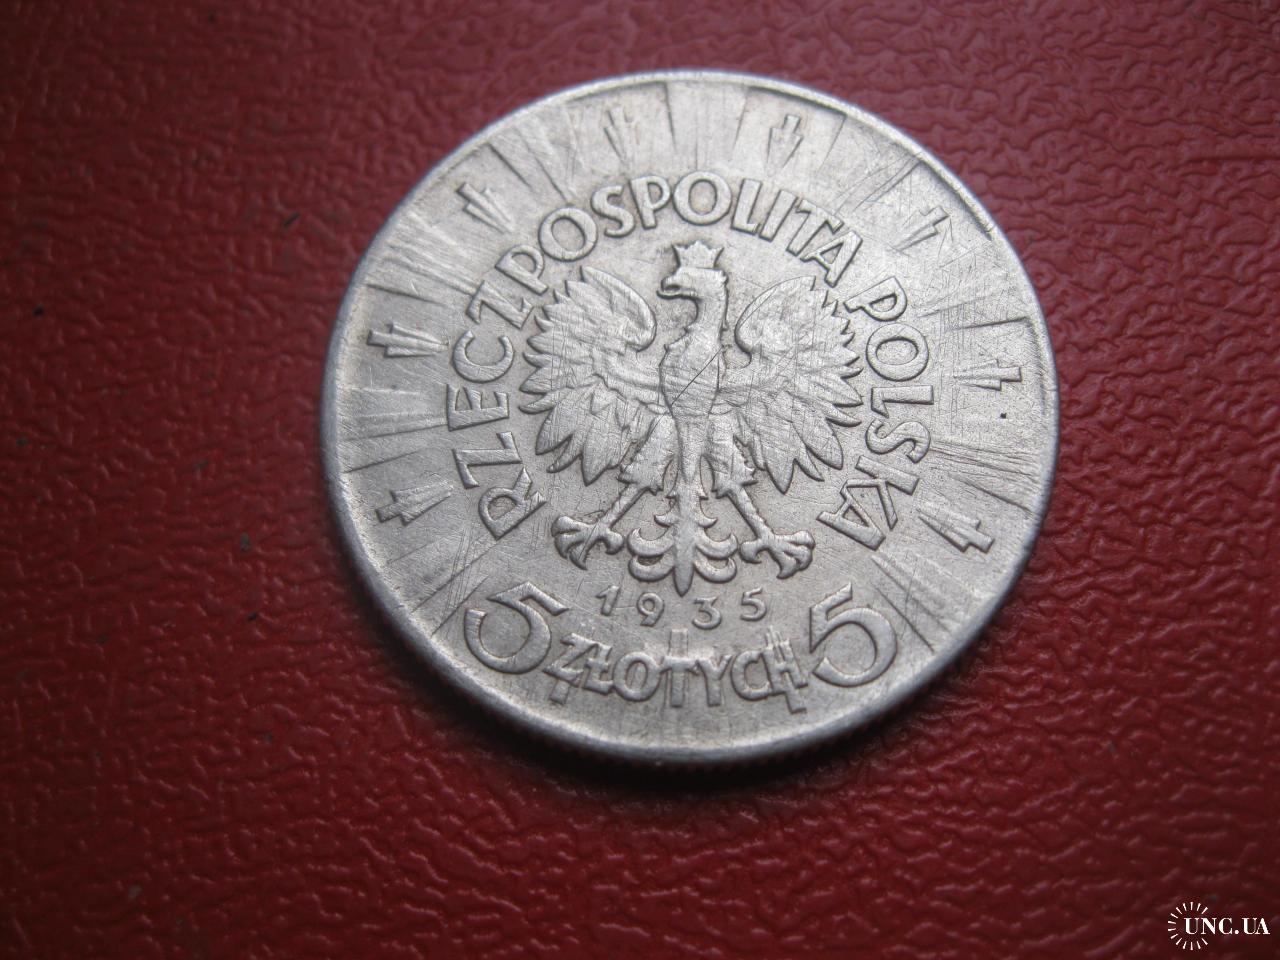 RZECZPOSPOLITA POLSKA
1935
5 ZŁOTYCH 5
UNC.UA